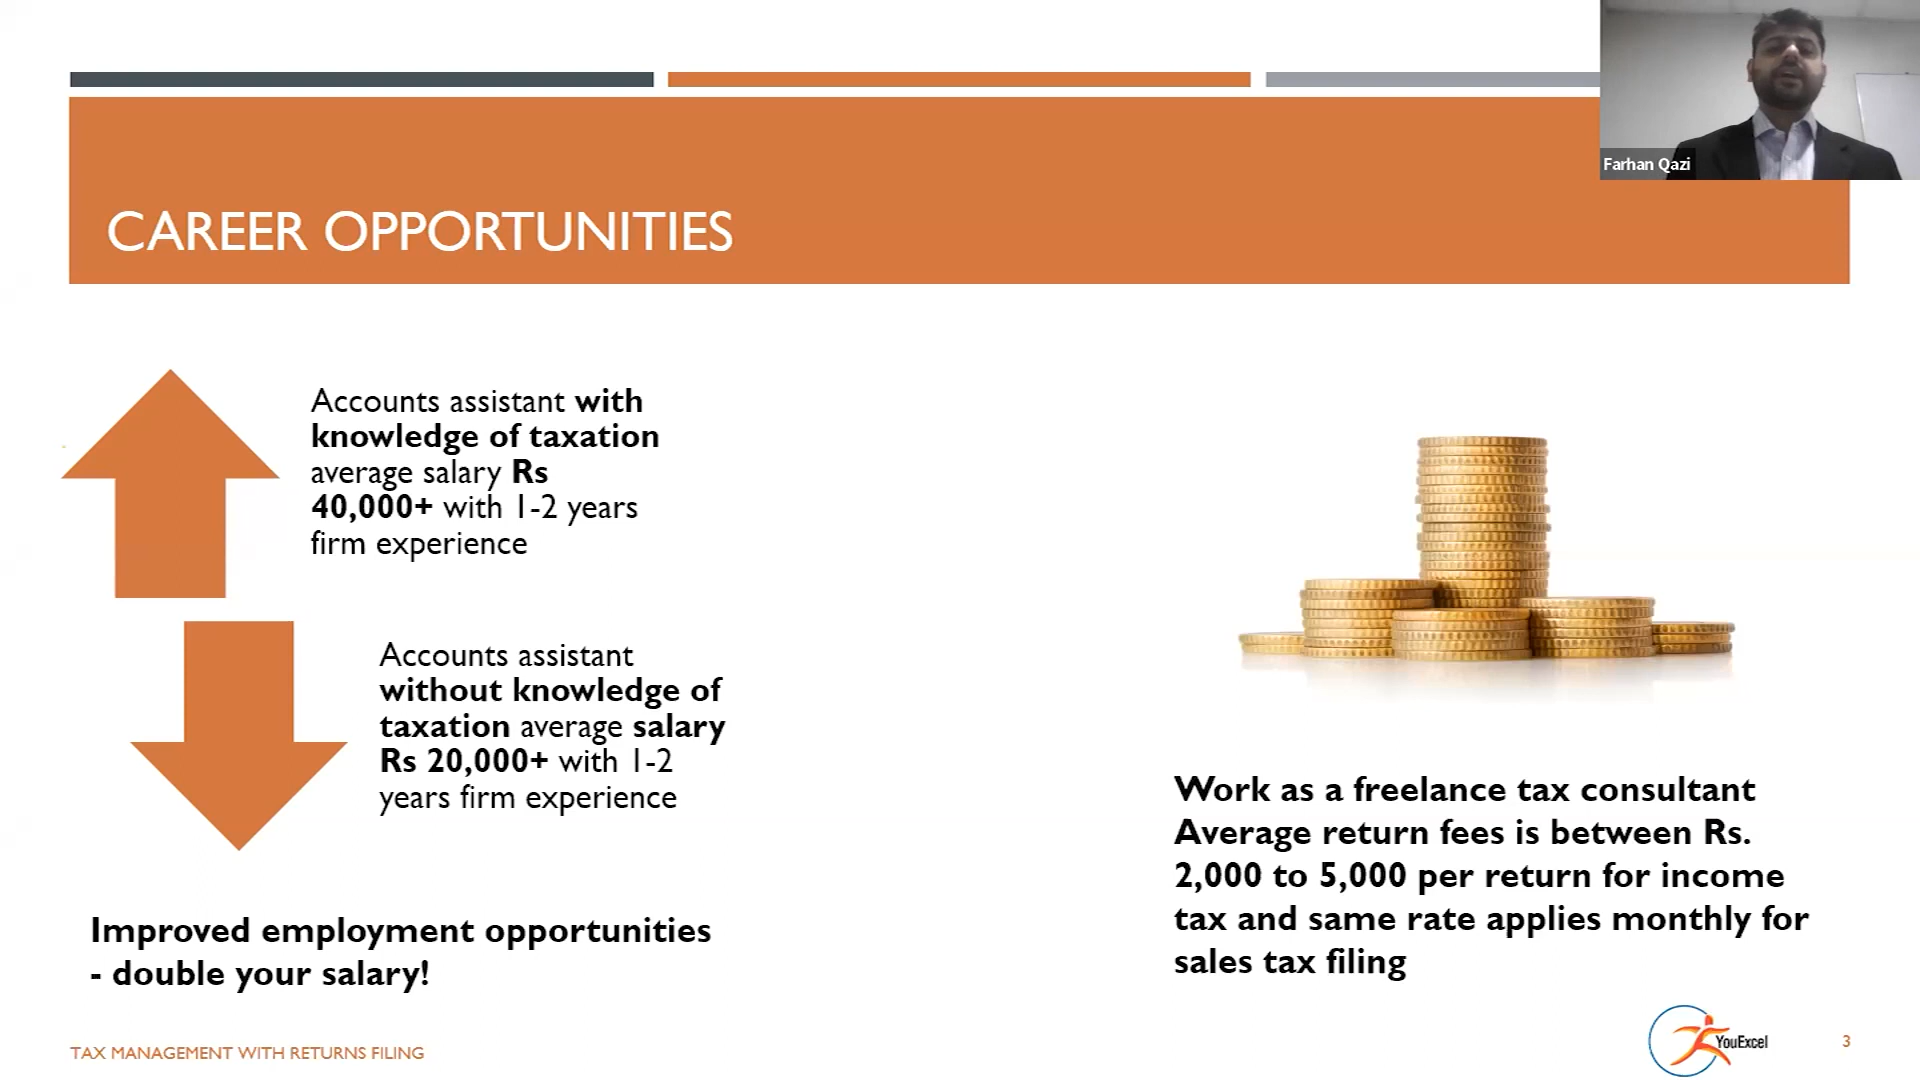 Farhan Qazi
CAREER OPPORTUNITIES
Accounts assistant with
knowledge of taxation
average salary Rs
40,000+ with 1-2 years
firm experience
Accounts assistant
without knowledge of
taxation average salary
Rs 20,000+ with 1-2
years firm experience
Improved employment opportunities
- double your salary!
Work as a freelance tax consultant
Average return fees is between Rs.
2,000 to 5,000 per return for income
tax and same rate applies monthly for
sales tax filing
TAX MANAGEMENT WITH RETURNS FILING
YouExcel
3